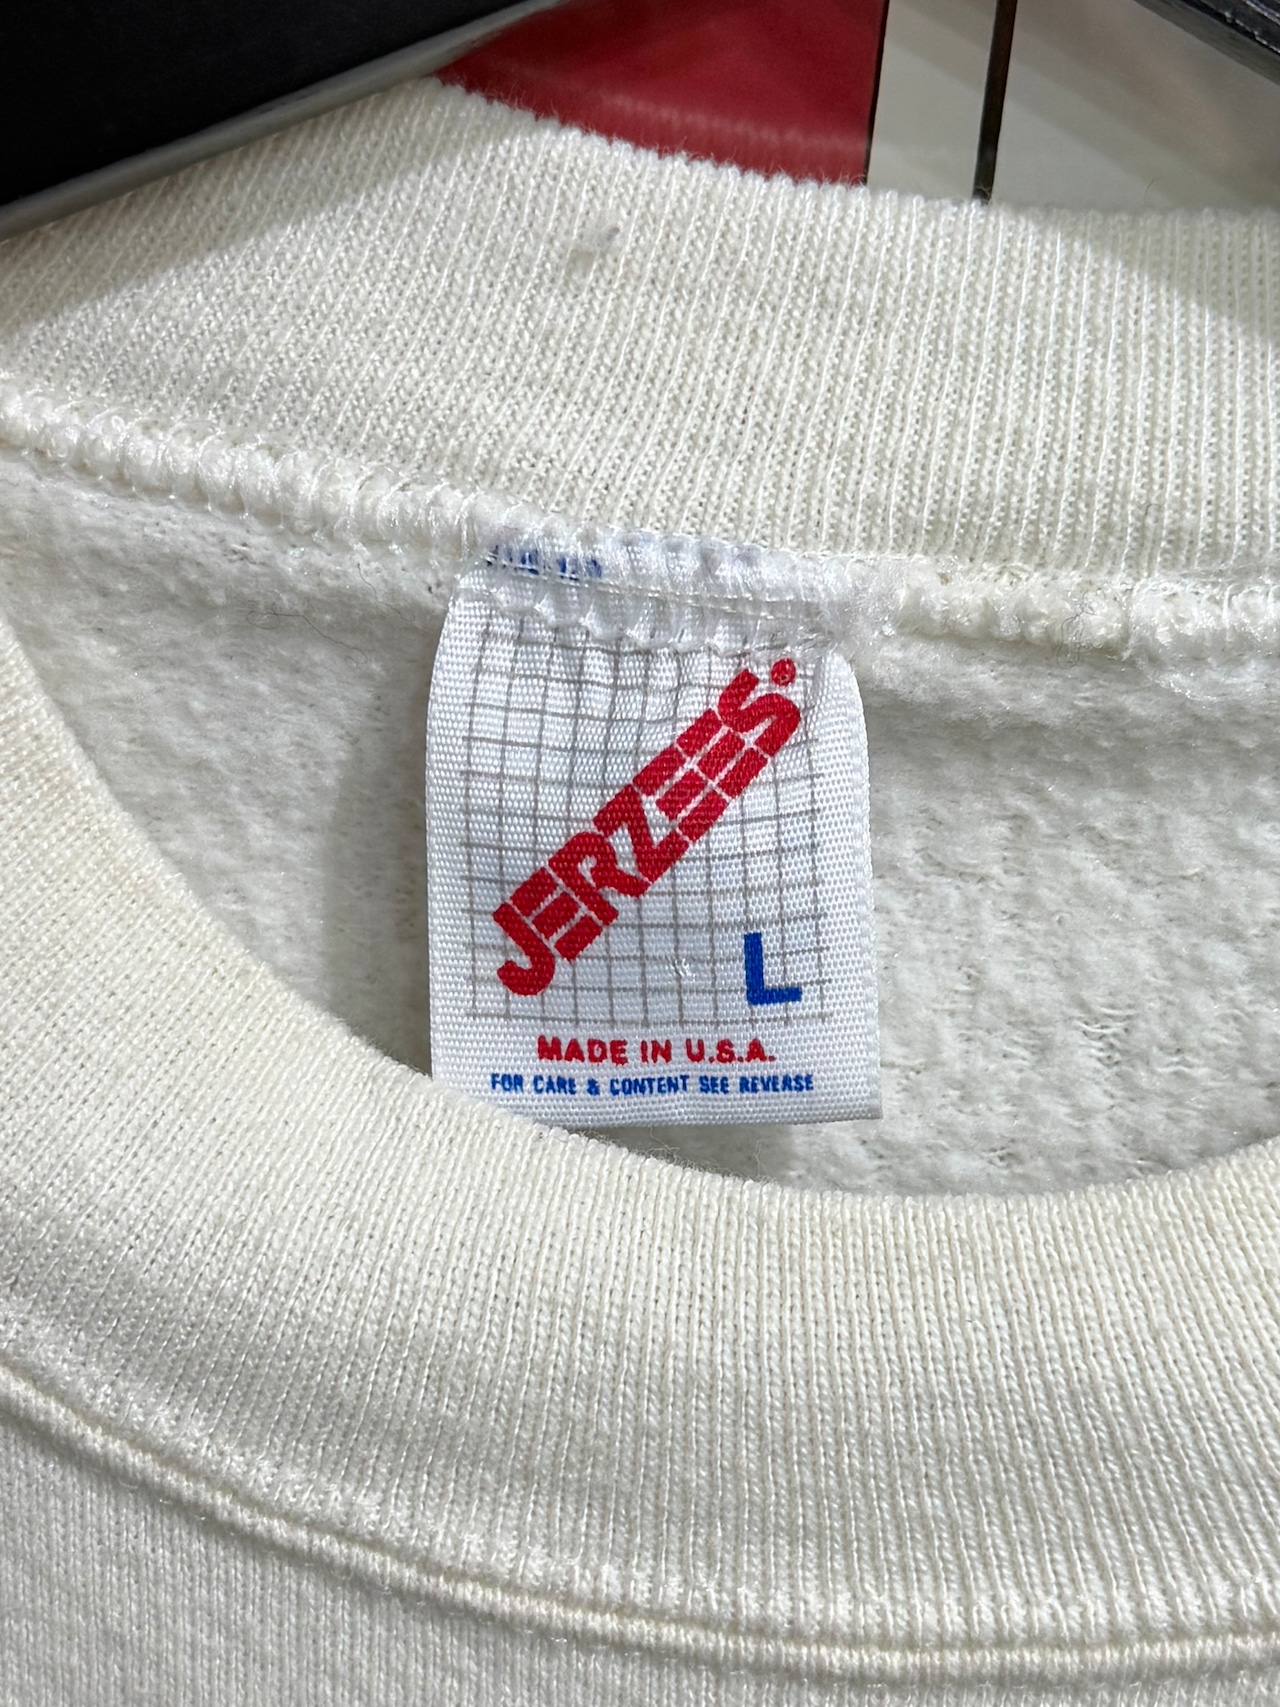 JERZEES.
L
MADE IN U.S.A.
FOR CARE & CONTENT SEE REVERSE